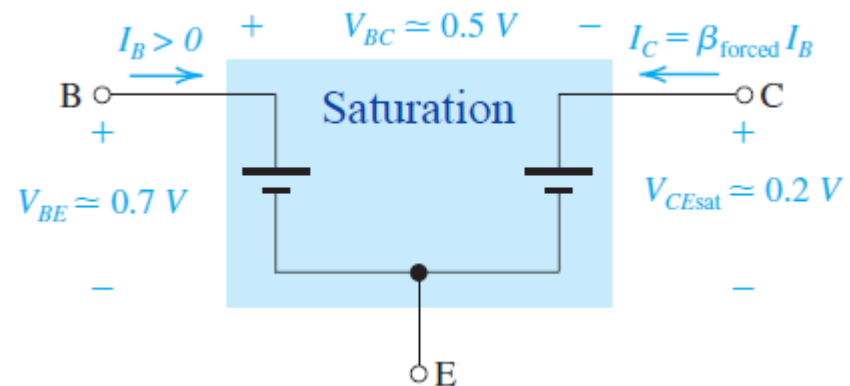 I_B > 0
+ V_BC ≃ 0.5 V −
I_C = β_forced I_B
B
C
Saturation
+
+
V_BE ≃ 0.7 V
V_CEsat ≃ 0.2 V
−
−
E